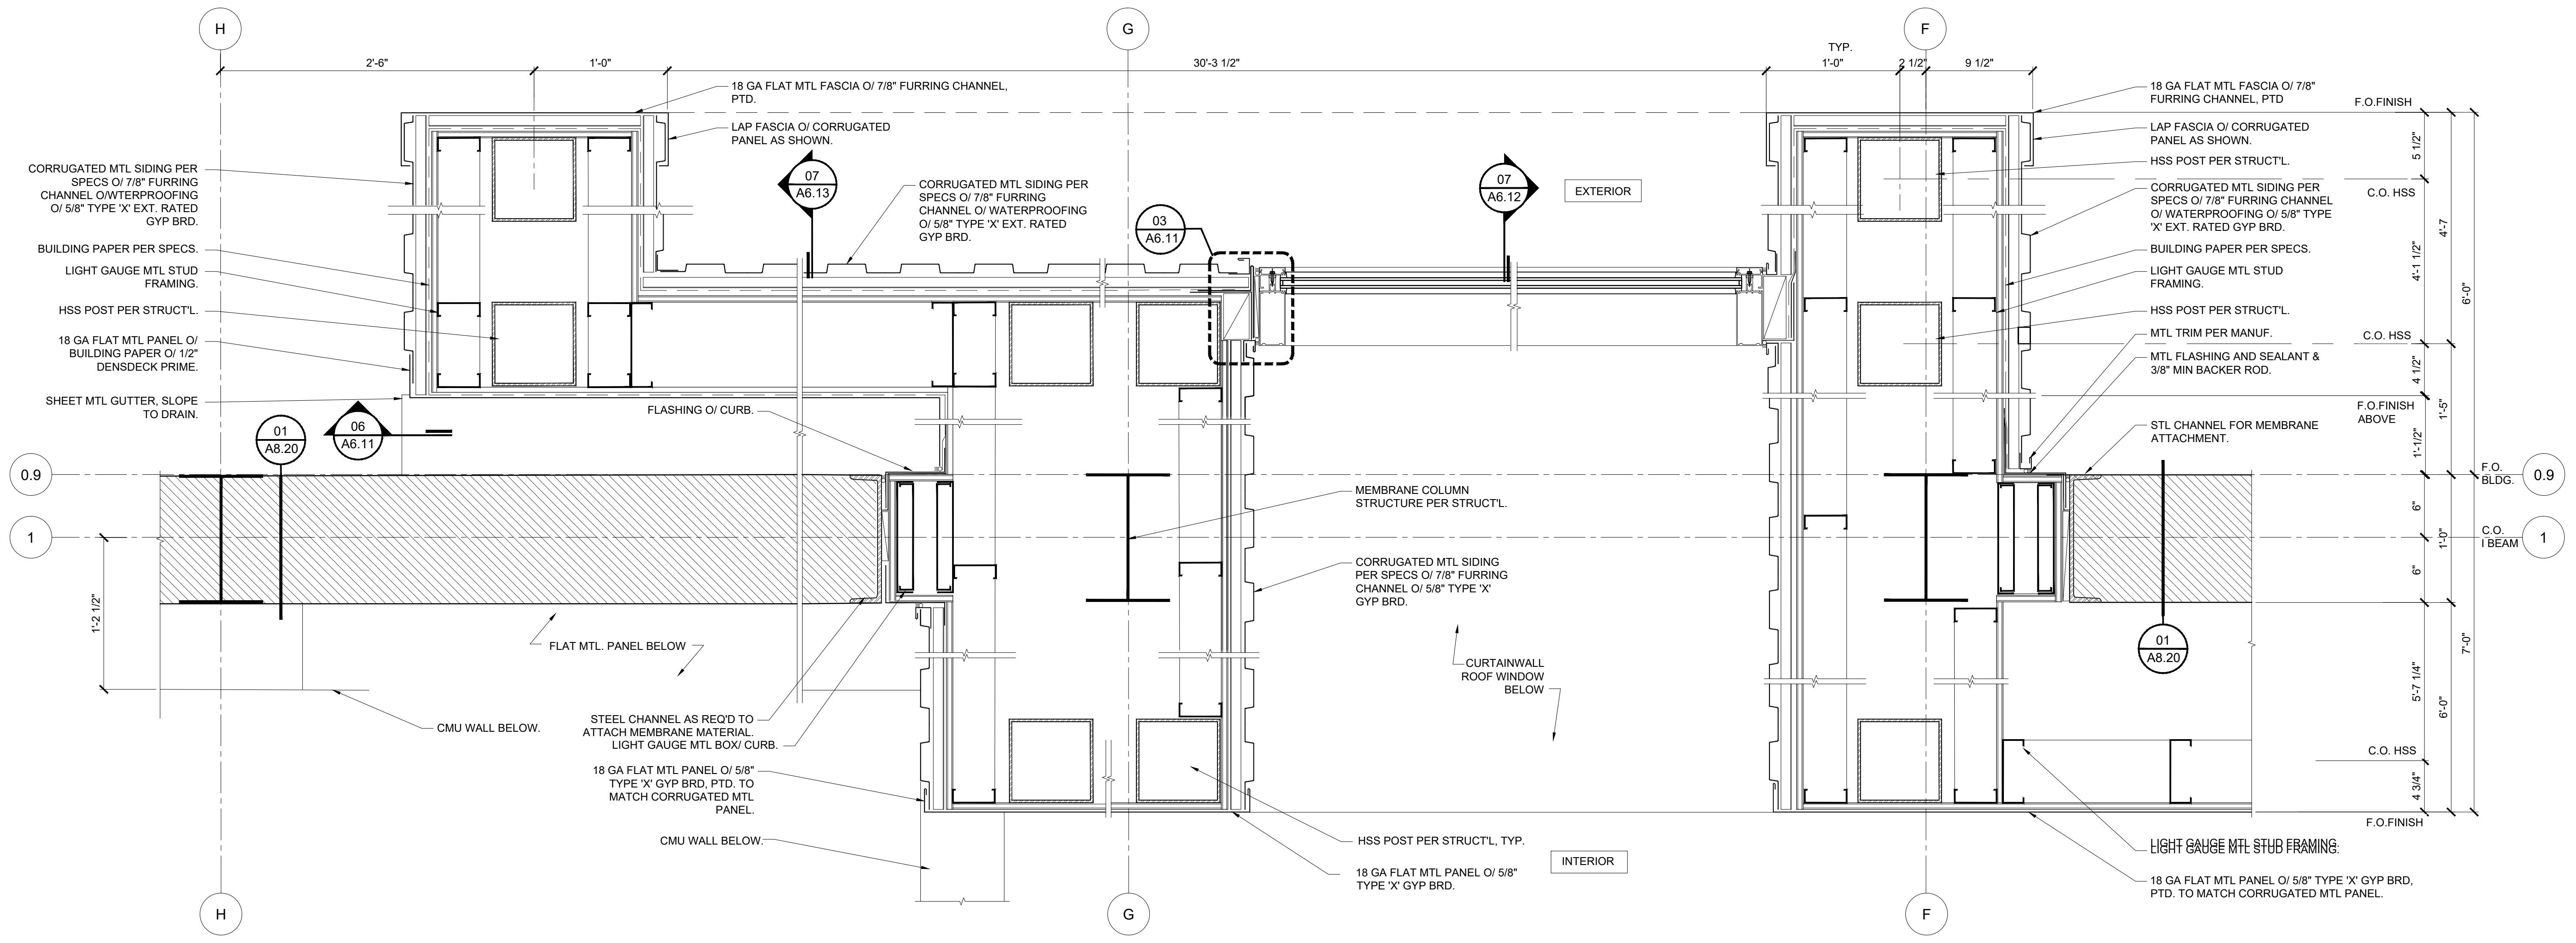 H
G
F
TYP.
2'-6"
1'-0"
30'-3 1/2"
1'-0"
2 1/2"
9 1/2"
18 GA FLAT MTL FASCIA O/ 7/8" FURRING CHANNEL,
PTD.
LAP FASCIA O/ CORRUGATED
PANEL AS SHOWN.
CORRUGATED MTL SIDING PER
SPECS O/ 7/8" FURRING
CHANNEL O/WTERPROOFING
O/ 5/8" TYPE 'X' EXT. RATED
GYP BRD.
BUILDING PAPER PER SPECS.
LIGHT GAUGE MTL STUD
FRAMING.
HSS POST PER STRUCT'L.
18 GA FLAT MTL PANEL O/
BUILDING PAPER O/ 1/2"
DENSDECK PRIME.
SHEET MTL GUTTER, SLOPE
TO DRAIN.
07
A6.13
CORRUGATED MTL SIDING PER
SPECS O/ 7/8" FURRING
CHANNEL O/ WATERPROOFING
O/ 5/8" TYPE 'X' EXT. RATED
GYP BRD.
03
A6.11
07
A6.12
EXTERIOR
18 GA FLAT MTL FASCIA O/ 7/8"
FURRING CHANNEL, PTD
LAP FASCIA O/ CORRUGATED
PANEL AS SHOWN.
HSS POST PER STRUCT'L.
CORRUGATED MTL SIDING PER
SPECS O/ 7/8" FURRING CHANNEL
O/ WATERPROOFING O/ 5/8" TYPE
'X' EXT. RATED GYP BRD.
BUILDING PAPER PER SPECS.
LIGHT GAUGE MTL STUD
FRAMING.
HSS POST PER STRUCT'L.
MTL TRIM PER MANUF.
MTL FLASHING AND SEALANT &
3/8" MIN BACKER ROD.
STL CHANNEL FOR MEMBRANE
ATTACHMENT.
F.O.FINISH
C.O. HSS
C.O. HSS
F.O.FINISH
ABOVE
5 1/2"
4'-1 1/2"
4 1/2"
1'-1/2"
4'-7
1'-5"
6'-0"
FLASHING O/ CURB.
01
A8.20
06
A6.11
0.9
1
1'-2 1/2"
F.O.
BLDG.
0.9
C.O.
I BEAM
1
6"
6"
1'-0"
5'-7 1/4"
6'-0"
7'-0"
4 3/4"
MEMBRANE COLUMN
STRUCTURE PER STRUCT'L.
CORRUGATED MTL SIDING
PER SPECS O/ 7/8" FURRING
CHANNEL O/ 5/8" TYPE 'X'
GYP BRD.
FLAT MTL. PANEL BELOW
CURTAINWALL
ROOF WINDOW
BELOW
01
A8.20
CMU WALL BELOW.
STEEL CHANNEL AS REQ'D TO
ATTACH MEMBRANE MATERIAL.
LIGHT GAUGE MTL BOX/ CURB.
18 GA FLAT MTL PANEL O/ 5/8"
TYPE 'X' GYP BRD, PTD. TO
MATCH CORRUGATED MTL
PANEL.
CMU WALL BELOW.
C.O. HSS
F.O.FINISH
HSS POST PER STRUCT'L, TYP.
INTERIOR
18 GA FLAT MTL PANEL O/ 5/8"
TYPE 'X' GYP BRD.
LIGHT GAUGE MTL STUD FRAMING.
LIGHT GAUGE MTL STUD FRAMING.
18 GA FLAT MTL PANEL O/ 5/8" TYPE 'X' GYP BRD,
PTD. TO MATCH CORRUGATED MTL PANEL.
H
G
F